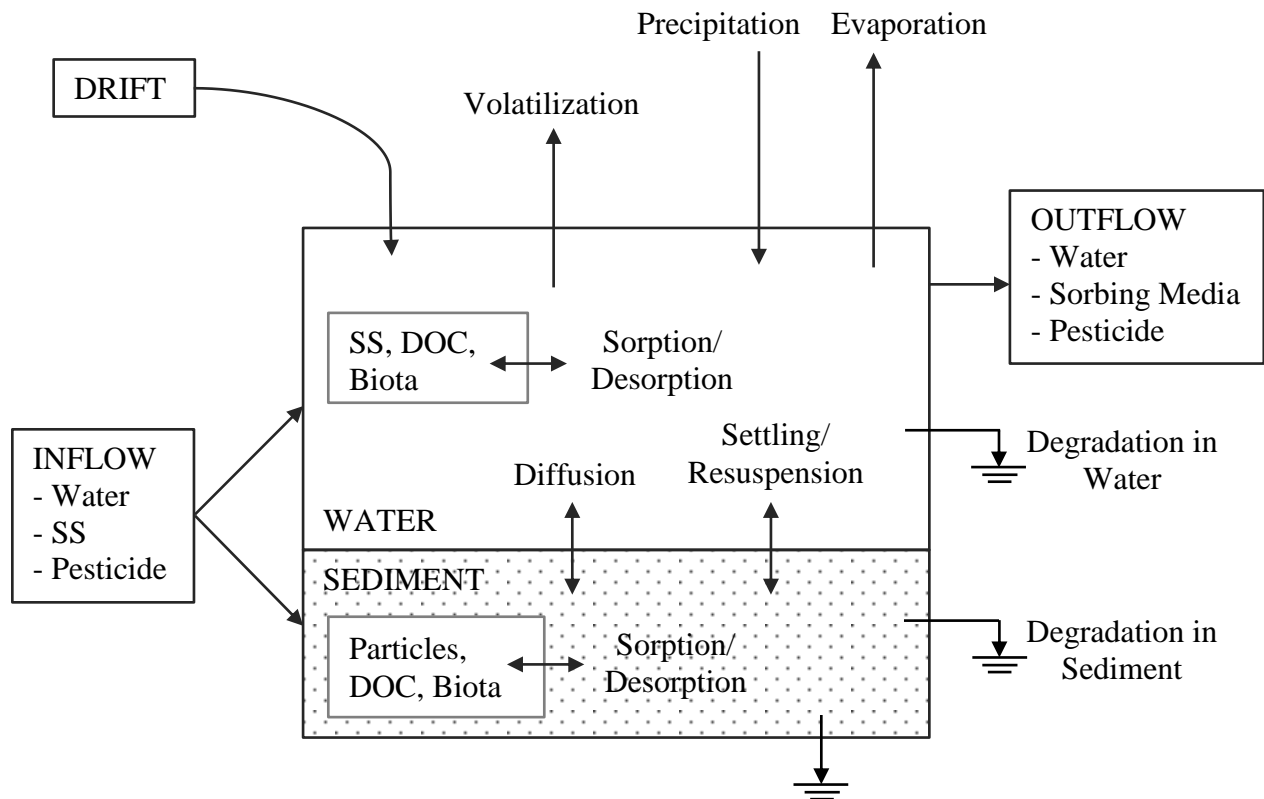 Precipitation
Evaporation
DRIFT
Volatilization
OUTFLOW
- Water
- Sorbing Media
- Pesticide
SS, DOC,
Biota
Sorption/
Desorption
INFLOW
- Water
- SS
- Pesticide
Settling/
Resuspension
Diffusion
Degradation in
Water
WATER
SEDIMENT
Particles,
DOC, Biota
Sorption/
Desorption
Degradation in
Sediment